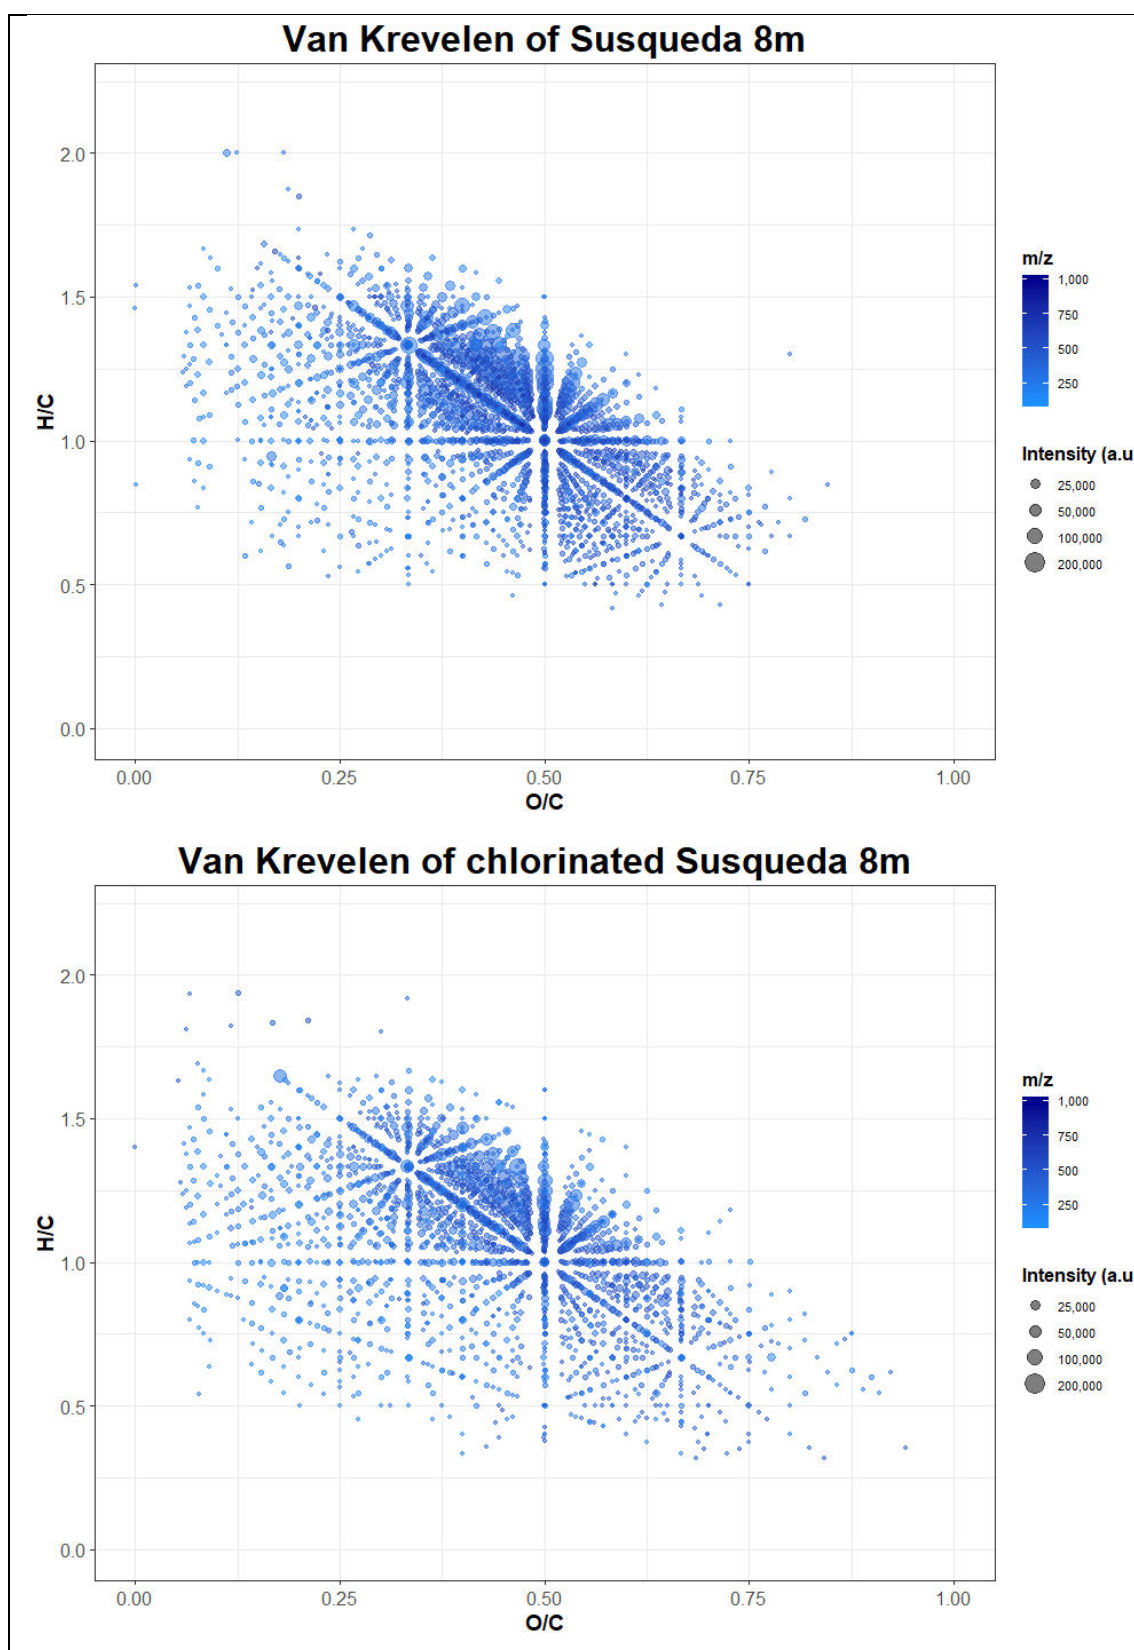 Van Krevelen of Susqueda 8m
2.0
1.5
1.0
0.5
0.0
H/C
0.00 0.25 0.50 0.75 1.00
O/C
m/z
1,000
750
500
250
Intensity (a.u
25,000
50,000
100,000
200,000
Van Krevelen of chlorinated Susqueda 8m
2.0
1.5
1.0
0.5
0.0
H/C
0.00 0.25 0.50 0.75 1.00
O/C
m/z
1,000
750
500
250
Intensity (a.u
25,000
50,000
100,000
200,000